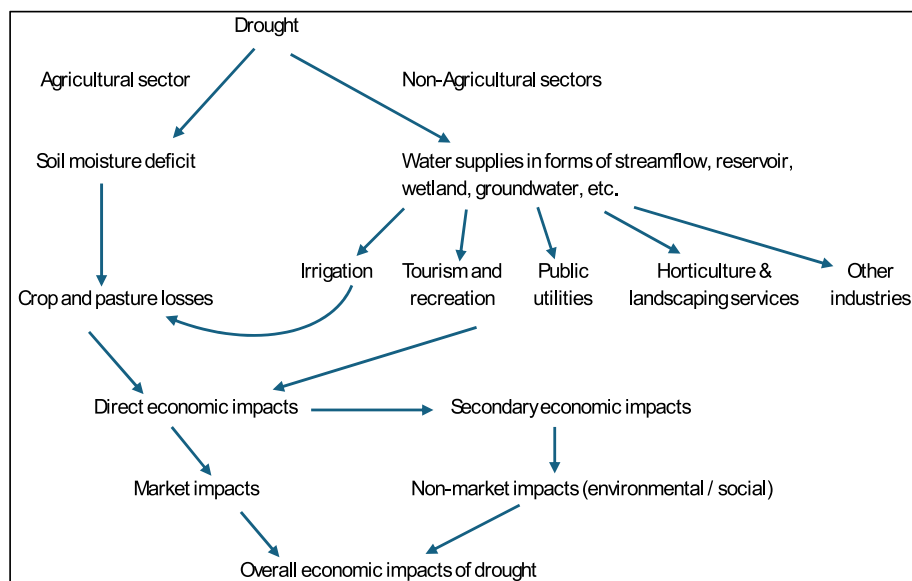 Drought
Agricultural sector
Non-Agricultural sectors
Soil moisture deficit
Water supplies in forms of streamflow, reservoir,
wetland, groundwater, etc.
Irrigation
Tourism and
recreation
Public
utilities
Horticulture &
landscaping services
Other
industries
Crop and pasture losses
Direct economic impacts
Secondary economic impacts
Market impacts
Non-market impacts (environmental / social)
Overall economic impacts of drought